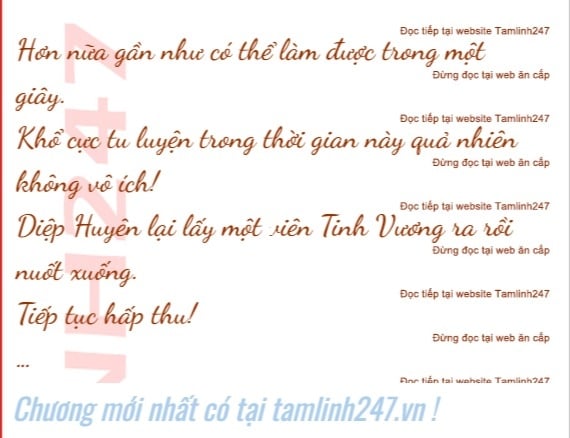 Đọc tiếp tại website Tamlinh247
Hơn nữa gần như có thể làm được trong một
Đừng đọc tại web ăn cắp
giây.
Đọc tiếp tại website Tamlinh247
Khổ cực tu luyện trong thời gian này quả nhiên
Đừng đọc tại web ăn cắp
không vô ích!
Đọc tiếp tại website Tamlinh247
Diệp Huyên lại lấy một viên Tinh Vương ra rồi
Đừng đọc tại web ăn cắp
nuốt xuống.
Đọc tiếp tại website Tamlinh247
Tiếp tục hấp thu!
Đừng đọc tại web ăn cắp
...
Đọc tiếp tại website Tamlinh247
NH247
Chương mới nhất có tại tamlinh247.vn !